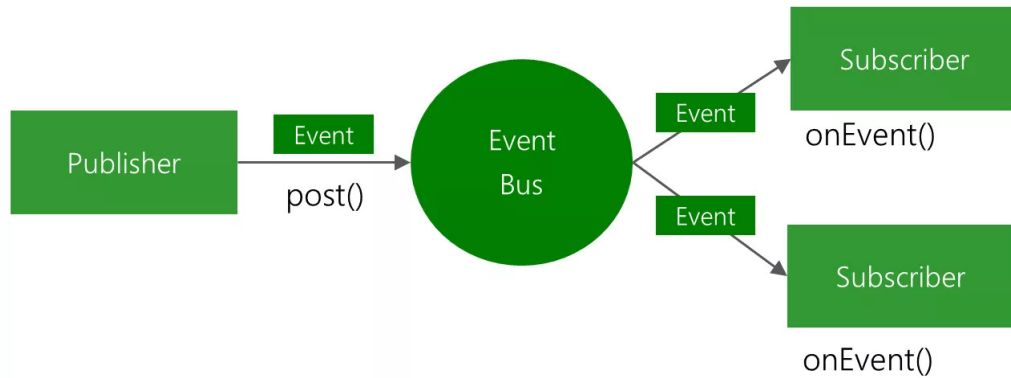 Publisher
Event
post()
Event
Bus
Event
Subscriber
onEvent()
Event
Subscriber
onEvent()